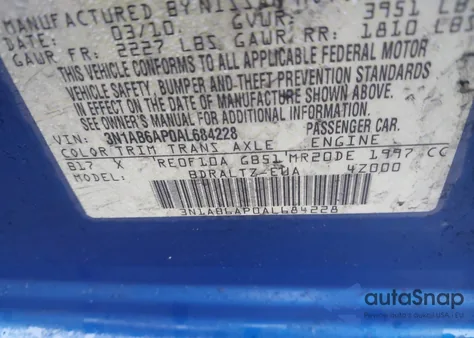 MANUFACTURED BY NISSAN
DATE: 03/10 GVWR: 3951 LB
GAWR FR: 2227 LBS GAWR RR: 1810 LBS
THIS VEHICLE CONFORMS TO ALL APPLICABLE FEDERAL MOTOR
VEHICLE SAFETY, BUMPER AND THEFT PREVENTION STANDARDS
IN EFFECT ON THE DATE OF MANUFACTURE SHOWN ABOVE.
SEE OWNER'S MANUAL FOR ADDITIONAL INFORMATION.
VIN: 3N1AB6AP0AL684228 PASSENGER CAR.
COLOR TRIM TRANS AXLE ENGINE
B17 X RE0F10A GB51 MR20DE 1997 CC
MODEL: BDRALTZ-EUA 4Z000
3N1AB6AP0AL684228
autoSnap